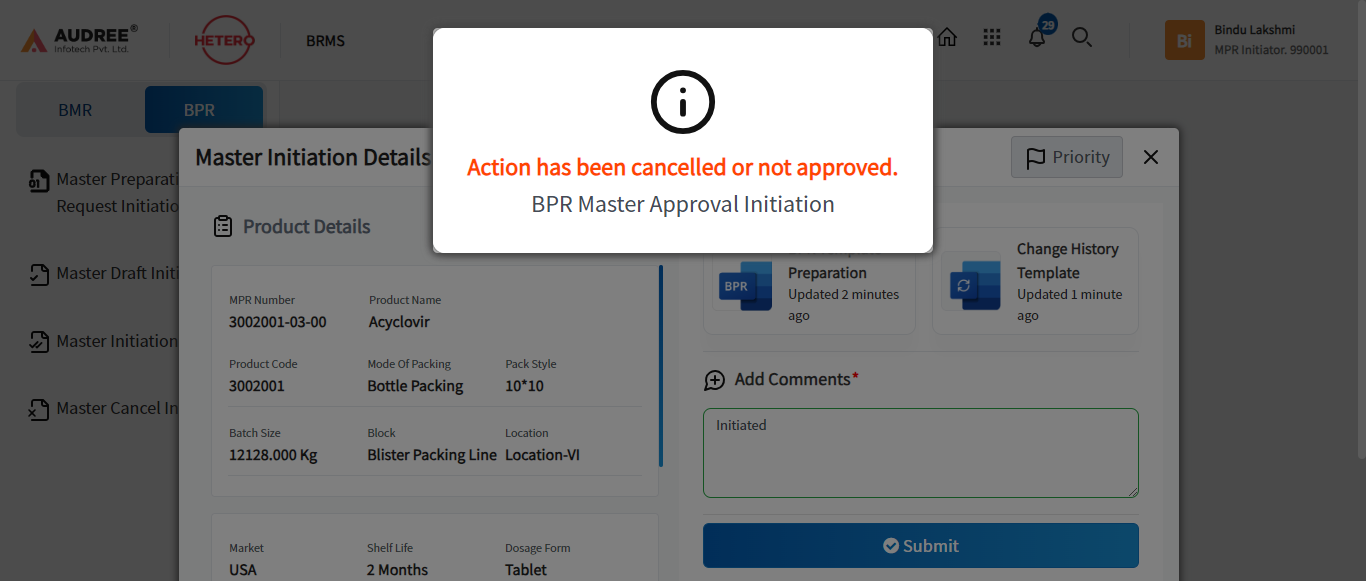 AUDREE®
Infotech Pvt. Ltd.
HETERO
BRMS
29
Bi
Bindu Lakshmi
MPR Initiator. 990001
BMR
BPR
Action has been cancelled or not approved.
BPR Master Approval Initiation
Master Initiation Details
Priority
Master Preparati
Request Initiatio
Master Draft Initi
Master Initiation
Master Cancel In
Product Details
MPR Number
Product Name
3002001-03-00
Acyclovir
Product Code
Mode Of Packing
Pack Style
3002001
Bottle Packing
10*10
Batch Size
Block
Location
12128.000 Kg
Blister Packing Line
Location-VI
Market
Shelf Life
Dosage Form
USA
2 Months
Tablet
BPR
Preparation
Updated 2 minutes
ago
Change History
Template
Updated 1 minute
ago
Add Comments*
Initiated
Submit